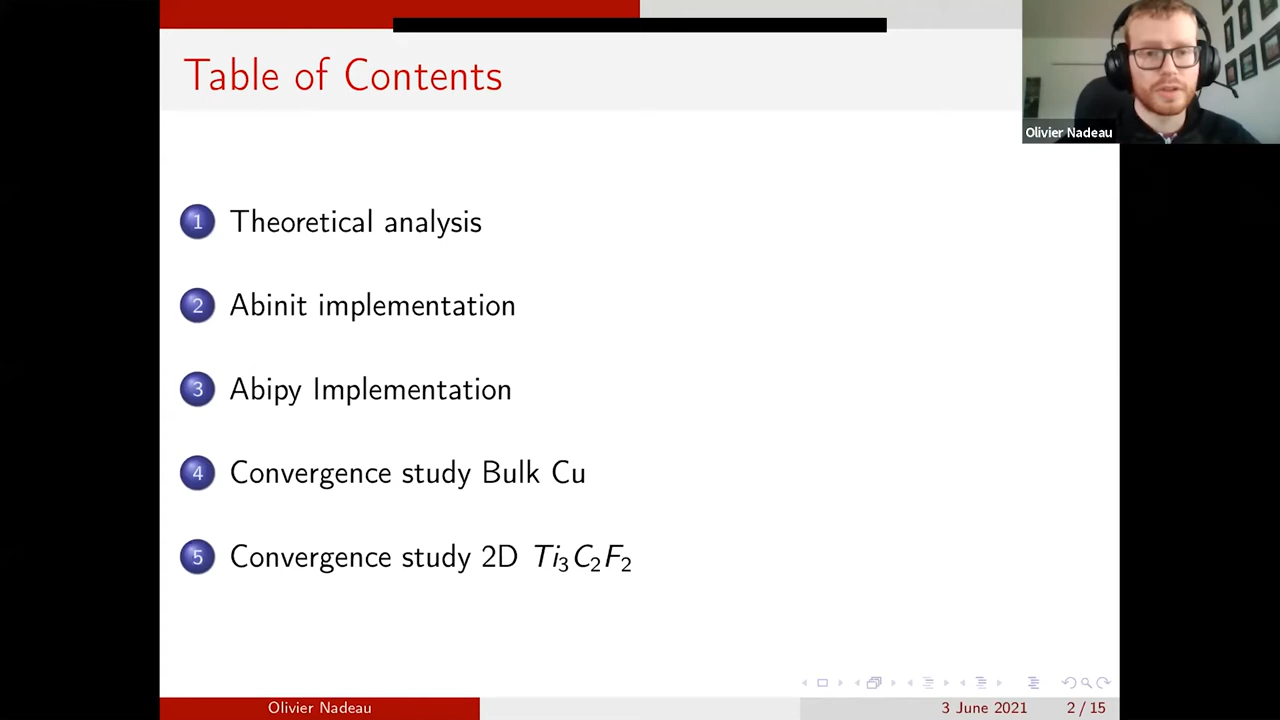 Table of Contents
Olivier Nadeau
1 Theoretical analysis
2 Abinit implementation
3 Abipy Implementation
4 Convergence study Bulk Cu
5 Convergence study 2D Ti₃C₂F₂
Olivier Nadeau
3 June 2021
2 / 15